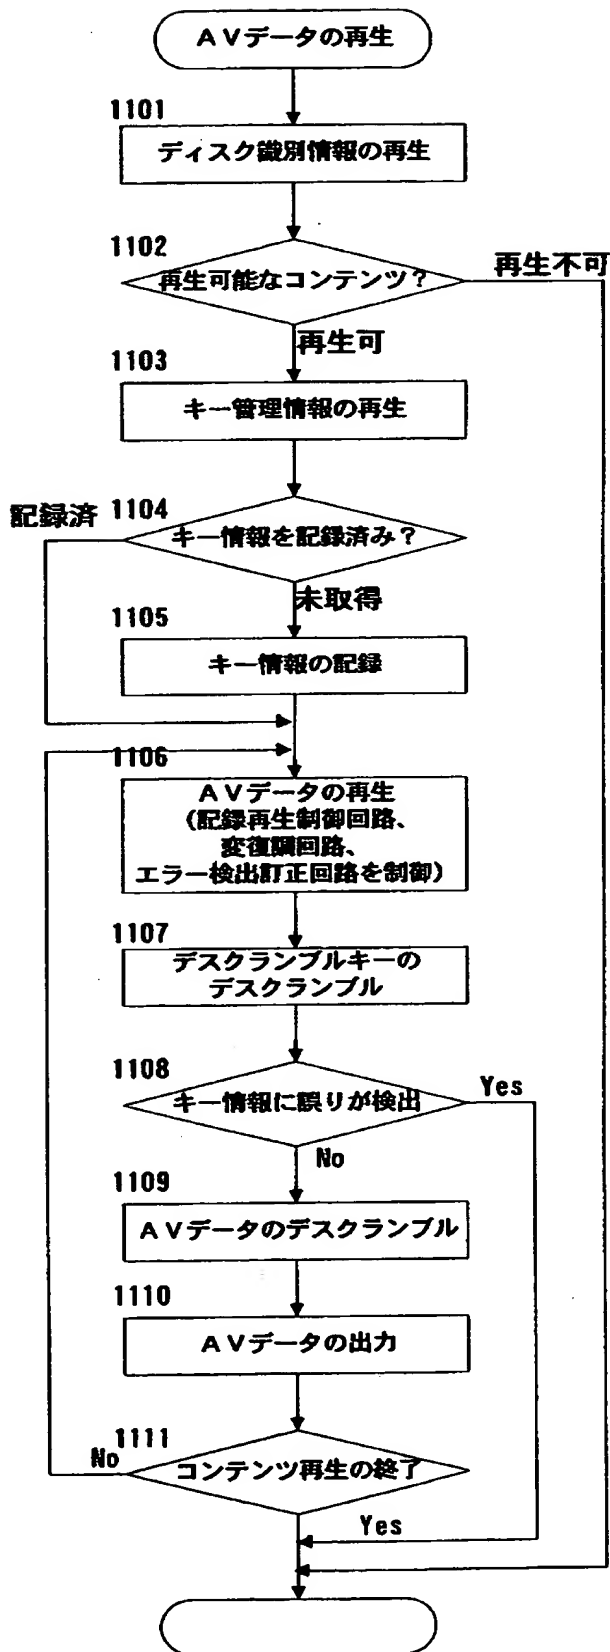 AVデータの再生
1101
ディスク識別情報の再生
1102
再生可能なコンテンツ?
再生不可
再生可
1103
キー管理情報の再生
記録済
1104
キー情報を記録済み?
未取得
1105
キー情報の記録
1106
AVデータの再生
(記録再生制御回路、
変復調回路、
エラー検出訂正回路を制御)
1107
デスクランブルキーの
デスクランブル
1108
キー情報に誤りが検出
Yes
No
1109
AVデータのデスクランブル
1110
AVデータの出力
1111
No
コンテンツ再生の終了
Yes